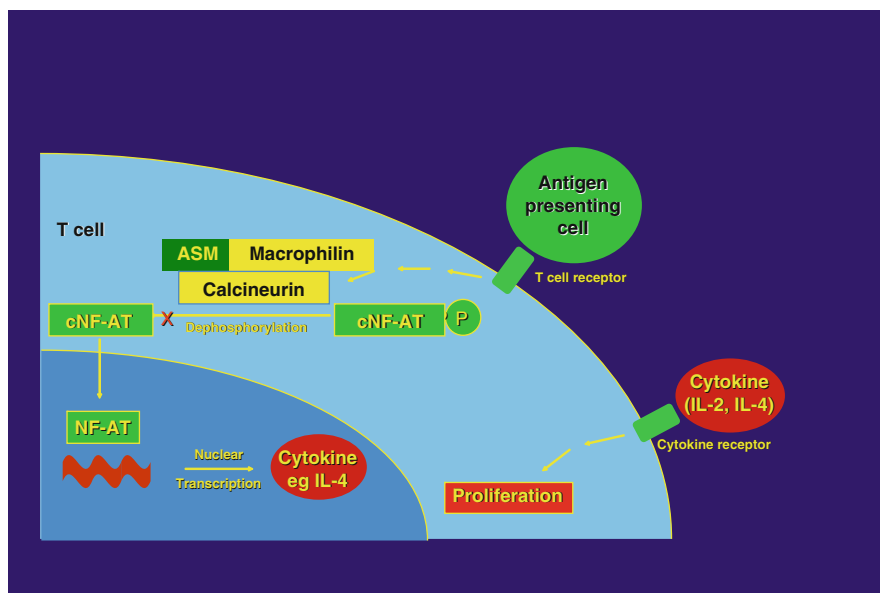 Antigen
presenting
cell
T cell
ASM Macrophilin
T cell receptor
Calcineurin
cNF-AT X cNF-AT P
Dephosphorylation
Cytokine
(IL-2, IL-4)
Cytokine receptor
NF-AT
Nuclear
Transcription
Cytokine
eg IL-4
Proliferation